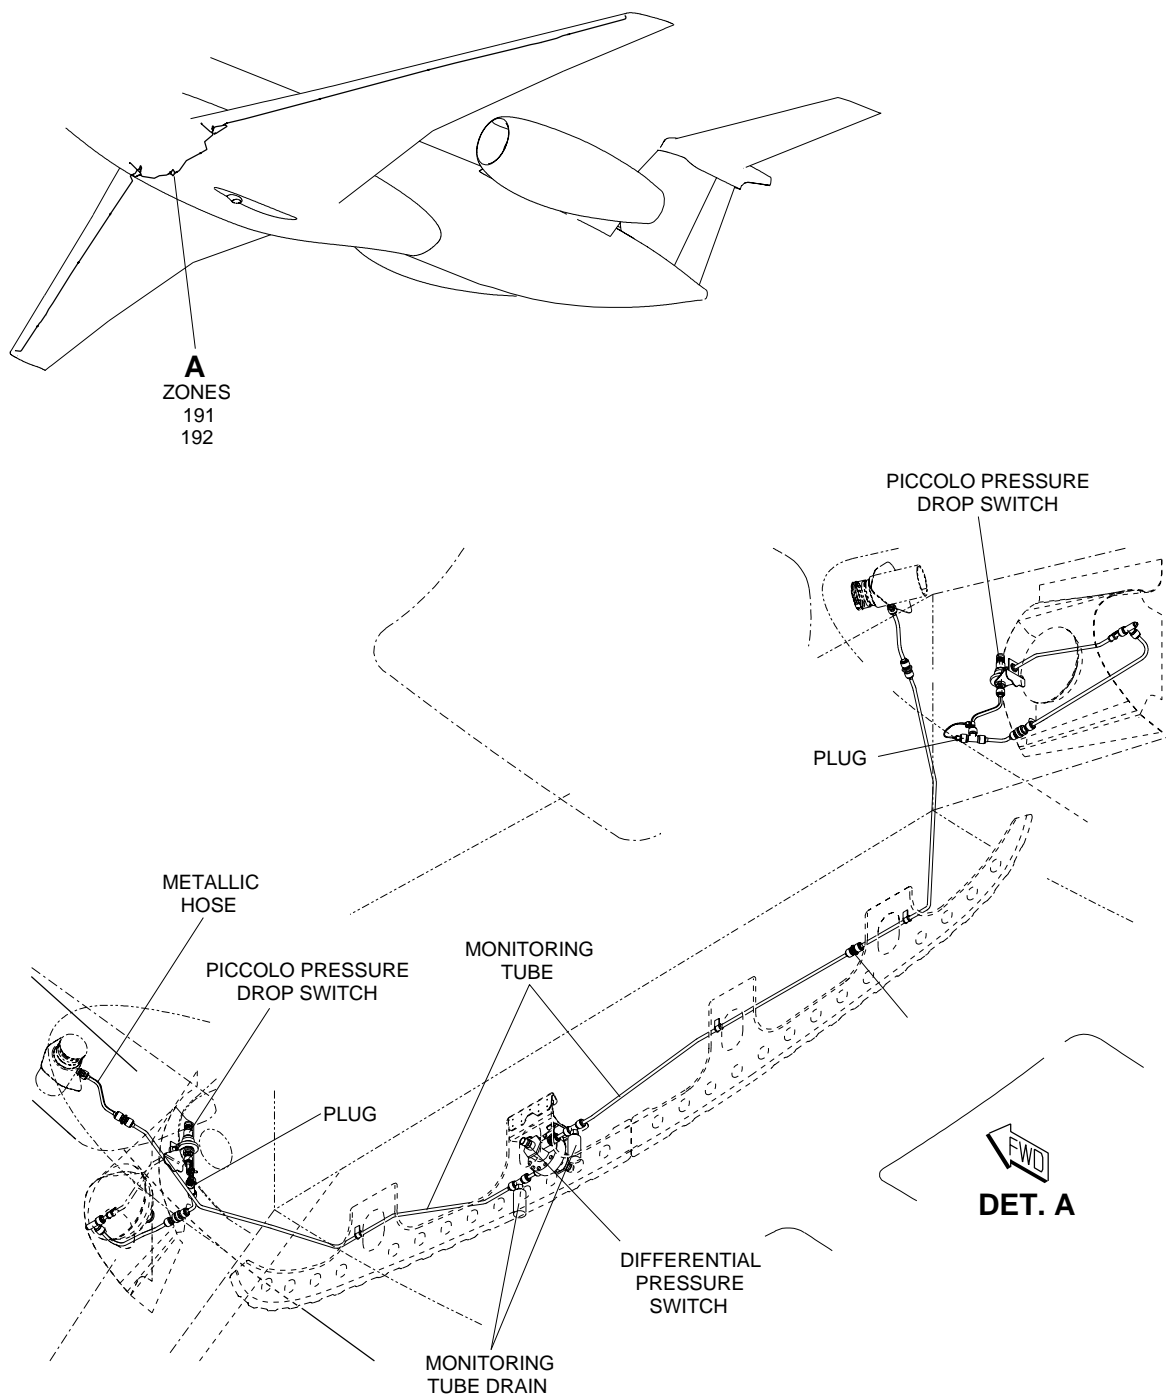 A
ZONES
191
192
PICCOLO PRESSURE
DROP SWITCH
PLUG
METALLIC
HOSE
PICCOLO PRESSURE
DROP SWITCH
MONITORING
TUBE
PLUG
FWD
DET. A
DIFFERENTIAL
PRESSURE
SWITCH
MONITORING
TUBE DRAIN